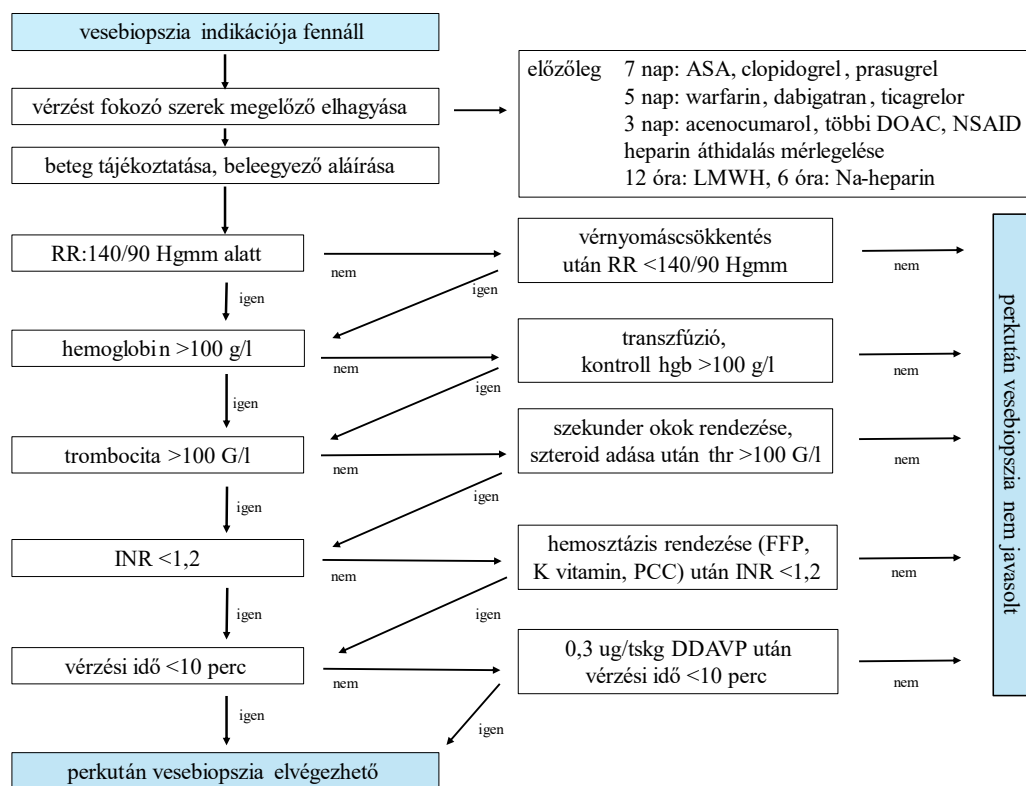 vesebiopszia indikációja fennáll
vérzést fokozó szerek megelőző elhagyása
előzőleg 7 nap: ASA, clopidogrel, prasugrel
5 nap: warfarin, dabigatran, ticagrelor
3 nap: acenocumarol, többi DOAC, NSAID
heparin áthidalás mérlegelése
12 óra: LMWH, 6 óra: Na-heparin
beteg tájékoztatása, beleegyező aláírása
RR:140/90 Hgmm alatt
nem
igen
vérnyomáscsökkentés
után RR <140/90 Hgmm
nem
igen
hemoglobin >100 g/l
nem
igen
transzfúzió,
kontroll hgb >100 g/l
nem
igen
trombocita >100 G/l
nem
igen
szekunder okok rendezése,
szteroid adása után thr >100 G/l
nem
igen
INR <1,2
nem
igen
hemosztázis rendezése (FFP,
K vitamin, PCC) után INR <1,2
nem
igen
vérzési idő <10 perc
nem
igen
0,3 ug/tskg DDAVP után
vérzési idő <10 perc
nem
igen
perkután vesebiopszia nem javasolt
perkután vesebiopszia elvégezhető